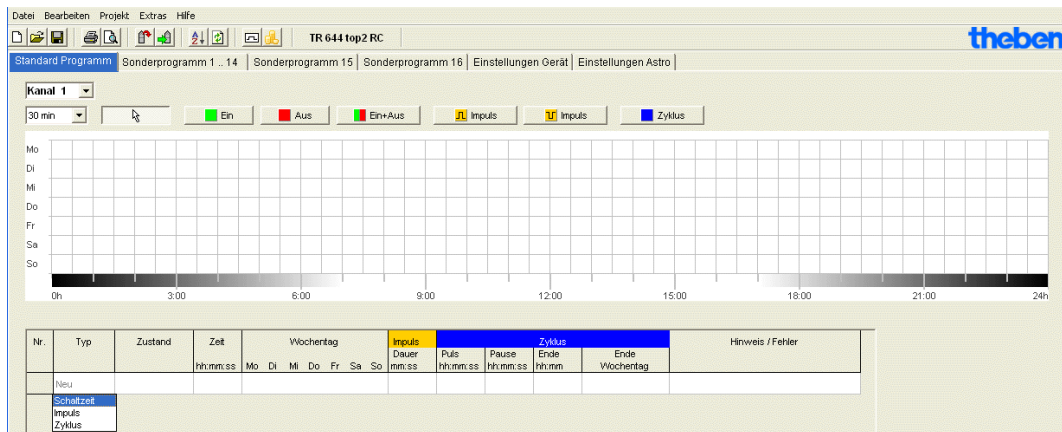 Datei Bearbeiten Projekt Extras Hilfe
TR 644 top2 RC
theben
Standard Programm Sonderprogramm 1 .. 14 Sonderprogramm 15 Sonderprogramm 16 Einstellungen Gerät Einstellungen Astro
Kanal 1
30 min Ein Aus Ein+Aus Impuls Impuls Zyklus
Mo
Di
Mi
Do
Fr
Sa
So
0h 3:00 6:00 9:00 12:00 15:00 18:00 21:00 24h
Nr. Typ Zustand Zeit Wochentag Impuls Zyklus Hinweis / Fehler
Dauer Puls Pause Ende Ende
hh:mm:ss Mo Di Mi Do Fr Sa So mm:ss hh:mm:ss hh:mm:ss hh:mm Wochentag
Neu
Schaltzeit
Impuls
Zyklus